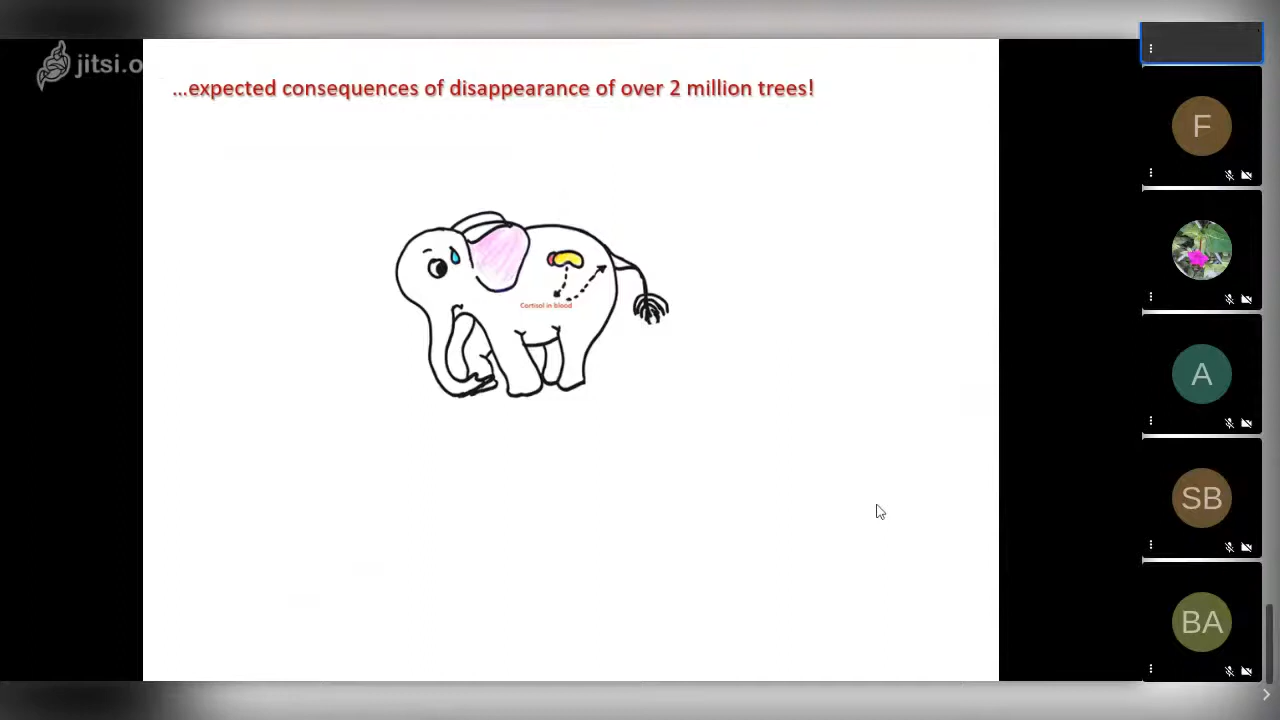 jitsi.o
...expected consequences of disappearance of over 2 million trees!
Cortisol in blood
F
A
SB
BA